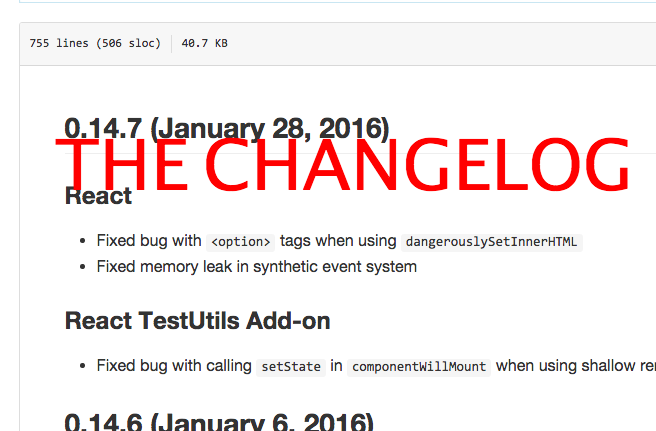 755 lines (506 sloc) 40.7 KB
0.14.7 (January 28, 2016)
THE CHANGELOG
React
Fixed bug with <option> tags when using dangerouslySetInnerHTML
Fixed memory leak in synthetic event system
React TestUtils Add-on
Fixed bug with calling setState in componentWillMount when using shallow
0.14.6 (January 6, 2016)